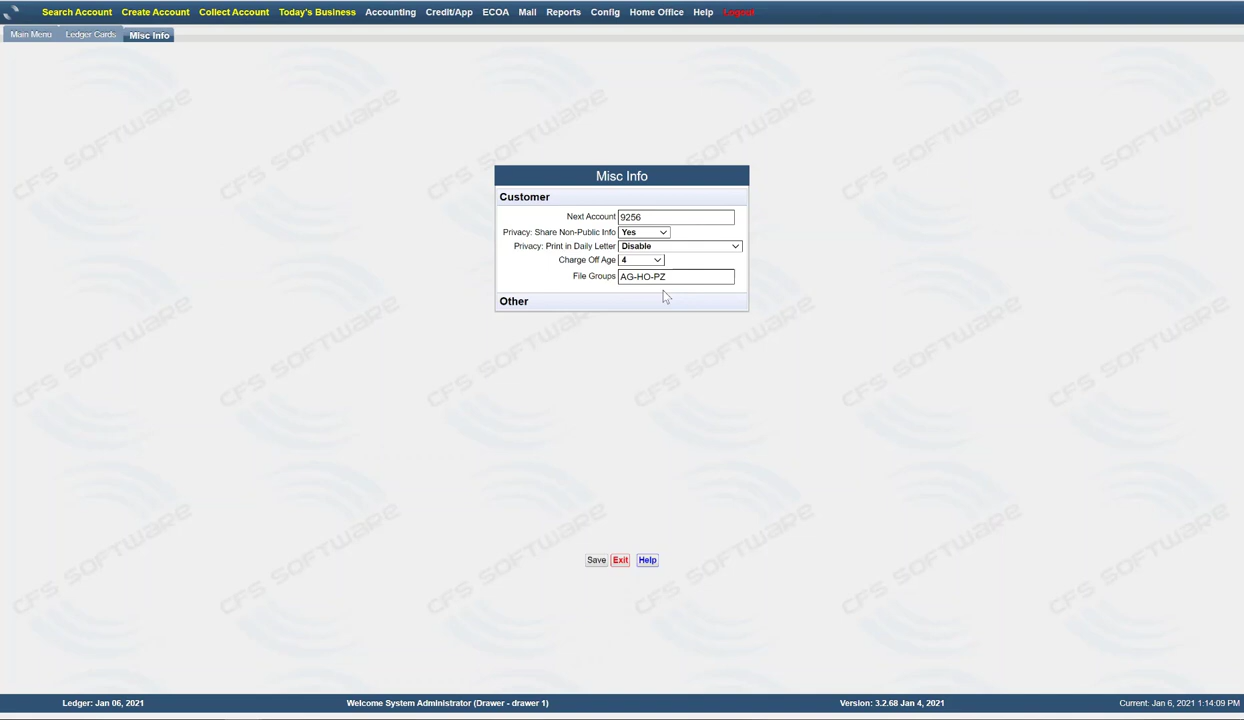 Search Account Create Account Collect Account Today's Business Accounting Credit/App ECOA Mail Reports Config Home Office Help Logout
Main Menu Ledger Cards Misc Info
Misc Info
Customer
Next Account 9256
Privacy: Share Non-Public Info Yes
Privacy: Print in Daily Letter Disable
Charge Off Age 4
File Groups AG-HO-PZ
Other
Save Exit Help
CFS SOFTWARE
Ledger: Jan 06, 2021 Welcome System Administrator (Drawer - drawer 1) Version: 3.2.68 Jan 4, 2021 Current: Jan 6, 2021 1:14:09 PM